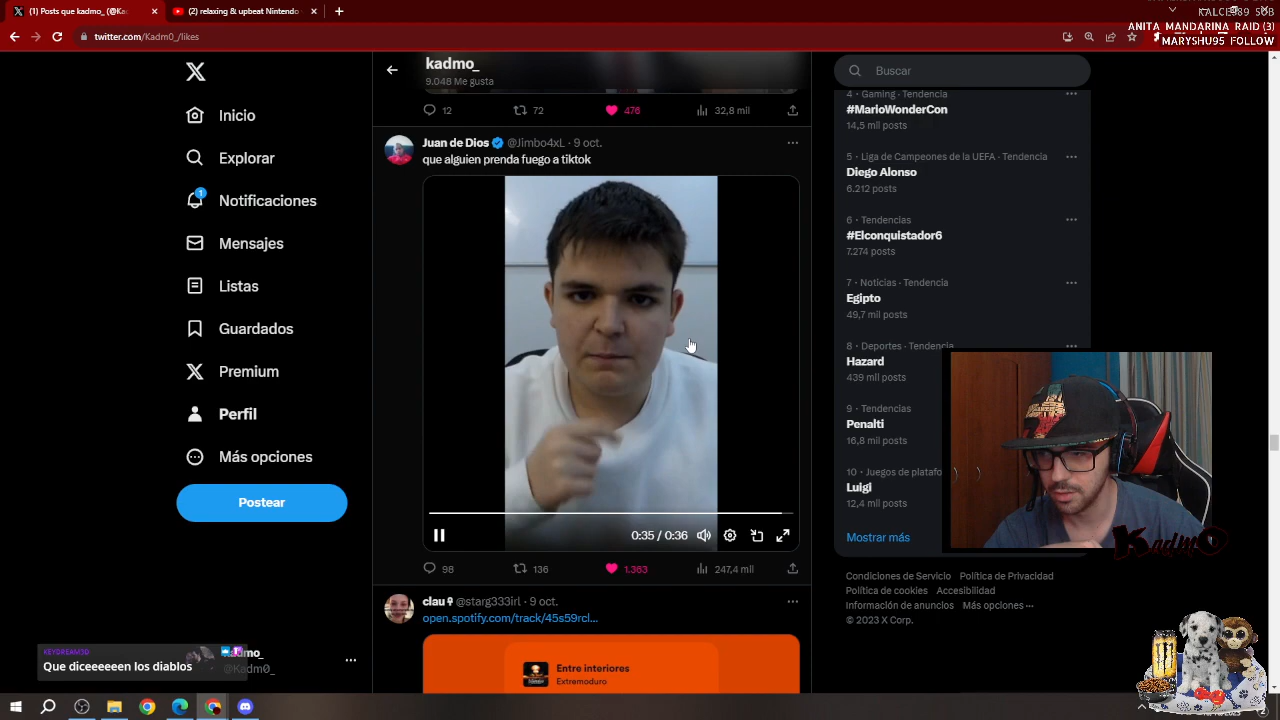 (1) Posts que kadmo_ (@Ka
(2) relaxing & upbeat Nintendo
KALCE989 SUB
ANITA_MANDARINA RAID (3)
MARYSHU95 FOLLOW
twitter.com/Kadm0_/likes
Inicio
Explorar
1
Notificaciones
Mensajes
Listas
Guardados
Premium
Perfil
Más opciones
Postear
@Kadm0_
KEYDREAM3D
Que diceeeeeen los diablos
kadmo_
9.048 Me gusta
12
72
476
32,8 mil
Juan de Dios @Jimbo4xL · 9 oct.
que alguien prenda fuego a tiktok
0:35 / 0:36
98
136
1.363
247,4 mil
clau @starg333irl · 9 oct.
open.spotify.com/track/45s59rcl...
Entre interiores
Extremoduro
Buscar
4 · Gaming · Tendencia
#MarioWonderCon
14,5 mil posts
5 · Liga de Campeones de la UEFA · Tendencia
Diego Alonso
6.212 posts
6 · Tendencias
#Elconquistador6
7.274 posts
7 · Noticias · Tendencia
Egipto
49,7 mil posts
8 · Deportes · Tendencia
Hazard
439 mil posts
9 · Tendencias
Penalti
16,8 mil posts
10 · Juegos de platafo
Luigi
12,4 mil posts
Mostrar más
Condiciones de Servicio Política de Privacidad
Política de cookies Accesibilidad
Información de anuncios Más opciones ···
© 2023 X Corp.
Kadm0